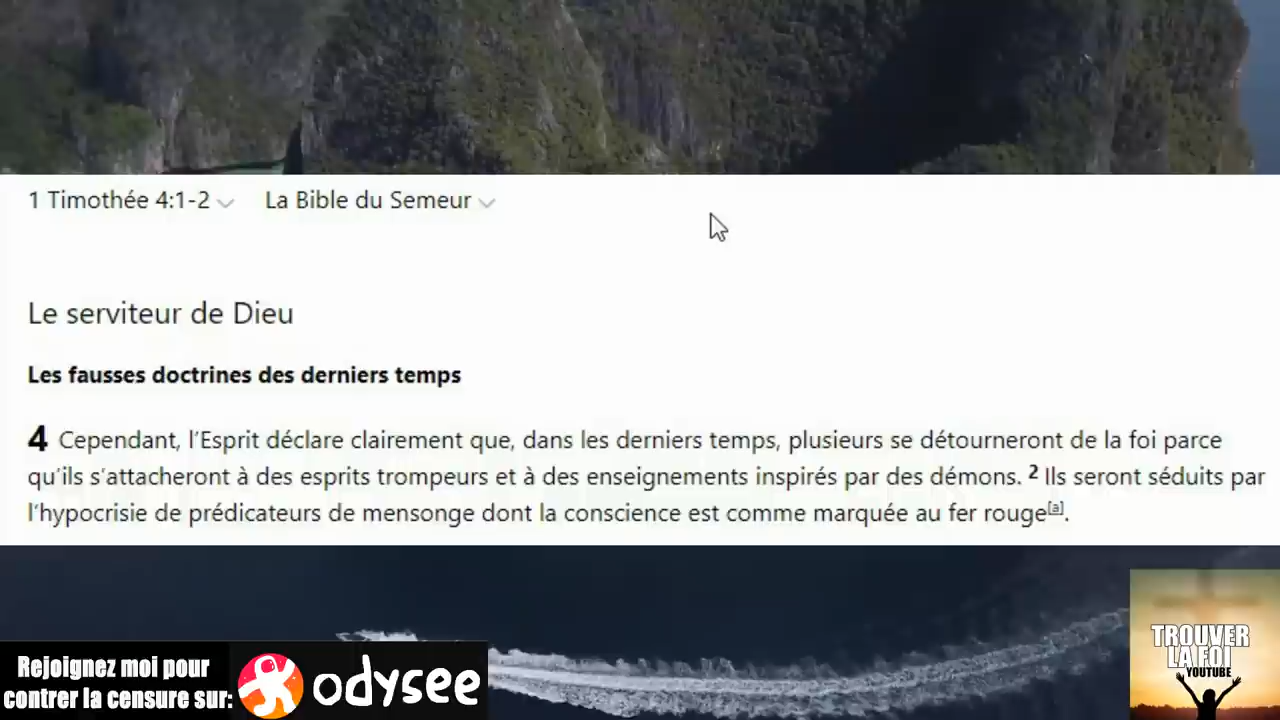 1 Timothée 4:1-2 La Bible du Semeur
Le serviteur de Dieu
Les fausses doctrines des derniers temps
4 Cependant, l’Esprit déclare clairement que, dans les derniers temps, plusieurs se détourneront de la foi parce
qu’ils s’attacheront à des esprits trompeurs et à des enseignements inspirés par des démons. 2 Ils seront séduits par
l’hypocrisie de prédicateurs de mensonge dont la conscience est comme marquée au fer rouge[a].
Rejoignez moi pour
contrer la censure sur:
odysee
TROUVER
LA FOI
YOUTUBE